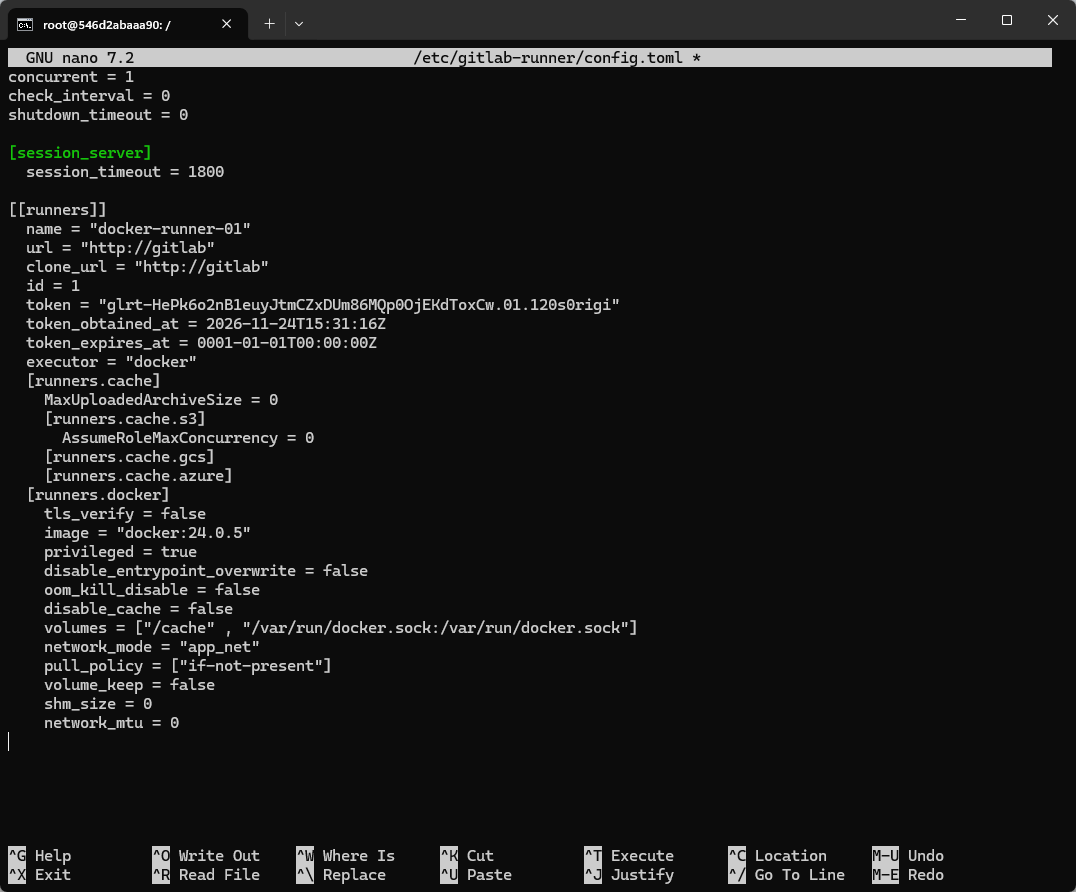 root@546d2abaaa90: /
GNU nano 7.2 /etc/gitlab-runner/config.toml *
concurrent = 1
check_interval = 0
shutdown_timeout = 0
[session_server]
session_timeout = 1800
[[runners]]
name = "docker-runner-01"
url = "http://gitlab"
clone_url = "http://gitlab"
id = 1
token = "glrt-HePk6o2nB1euyJtmCZxDUm86MQp0OjEKdToxCw.01.120s0rigi"
token_obtained_at = 2026-11-24T15:31:16Z
token_expires_at = 0001-01-01T00:00:00Z
executor = "docker"
[runners.cache]
MaxUploadedArchiveSize = 0
[runners.cache.s3]
AssumeRoleMaxConcurrency = 0
[runners.cache.gcs]
[runners.cache.azure]
[runners.docker]
tls_verify = false
image = "docker:24.0.5"
privileged = true
disable_entrypoint_overwrite = false
oom_kill_disable = false
disable_cache = false
volumes = ["/cache" , "/var/run/docker.sock:/var/run/docker.sock"]
network_mode = "app_net"
pull_policy = ["if-not-present"]
volume_keep = false
shm_size = 0
network_mtu = 0
^G Help ^O Write Out ^W Where Is ^K Cut ^T Execute ^C Location M-U Undo
^X Exit ^R Read File ^\ Replace ^U Paste ^J Justify ^/ Go To Line M-E Redo